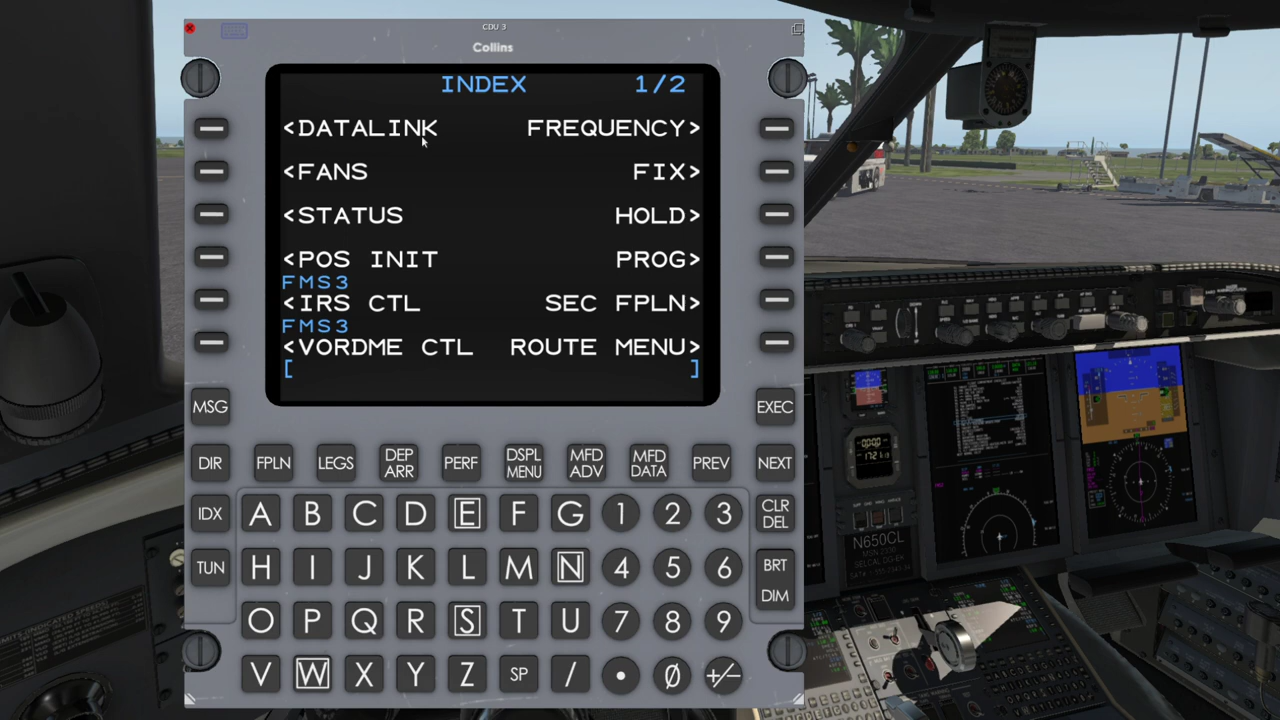 CDU 3
Collins
INDEX 1/2
<DATALINK FREQUENCY>
<FANS FIX>
<STATUS HOLD>
<POS INIT PROG>
FMS3
<IRS CTL SEC FPLN>
FMS3
<VORDME CTL ROUTE MENU>
[ ]
MSG EXEC
DIR FPLN LEGS DEP ARR PERF DSPL MENU MFD ADV MFD DATA PREV NEXT
IDX A B C D E F G 1 2 3 CLR DEL
TUN H I J K L M N 4 5 6 BRT DIM
O P Q R S T U 7 8 9
V W X Y Z SP / • 0 +/−
N650CL